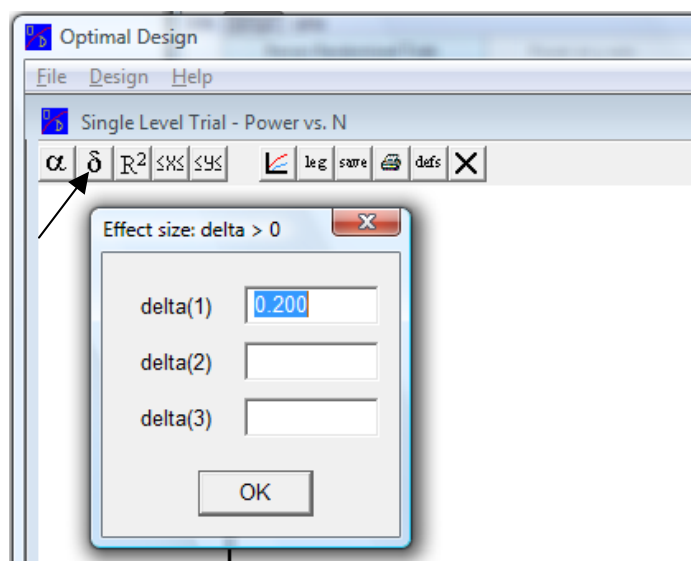 Optimal Design
File Design Help
Single Level Trial - Power vs. N
α δ R² ≤X≤ ≤Y≤ leg save defs
Effect size: delta > 0
delta(1) 0.200
delta(2)
delta(3)
OK